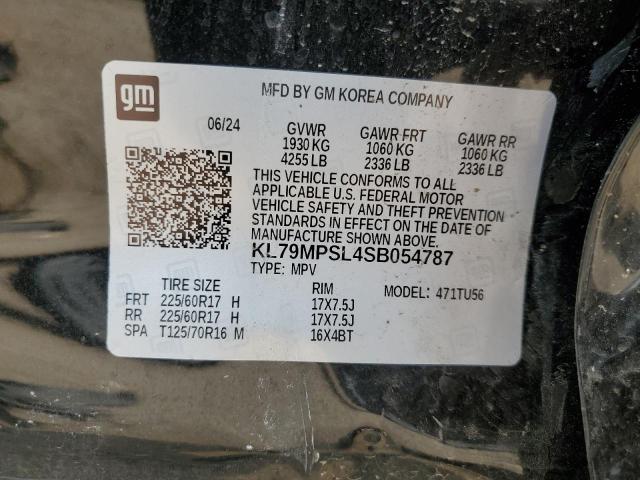 gm
MFD BY GM KOREA COMPANY
06/24 GVWR GAWR FRT GAWR RR
1930 KG 1060 KG 1060 KG
4255 LB 2336 LB 2336 LB
THIS VEHICLE CONFORMS TO ALL
APPLICABLE U.S. FEDERAL MOTOR
VEHICLE SAFETY AND THEFT PREVENTION
STANDARDS IN EFFECT ON THE DATE OF
MANUFACTURE SHOWN ABOVE.
KL79MPSL4SB054787
TYPE: MPV
TIRE SIZE RIM MODEL: 471TU56
FRT 225/60R17 H 17X7.5J
RR 225/60R17 H 17X7.5J
SPA T125/70R16 M 16X4BT